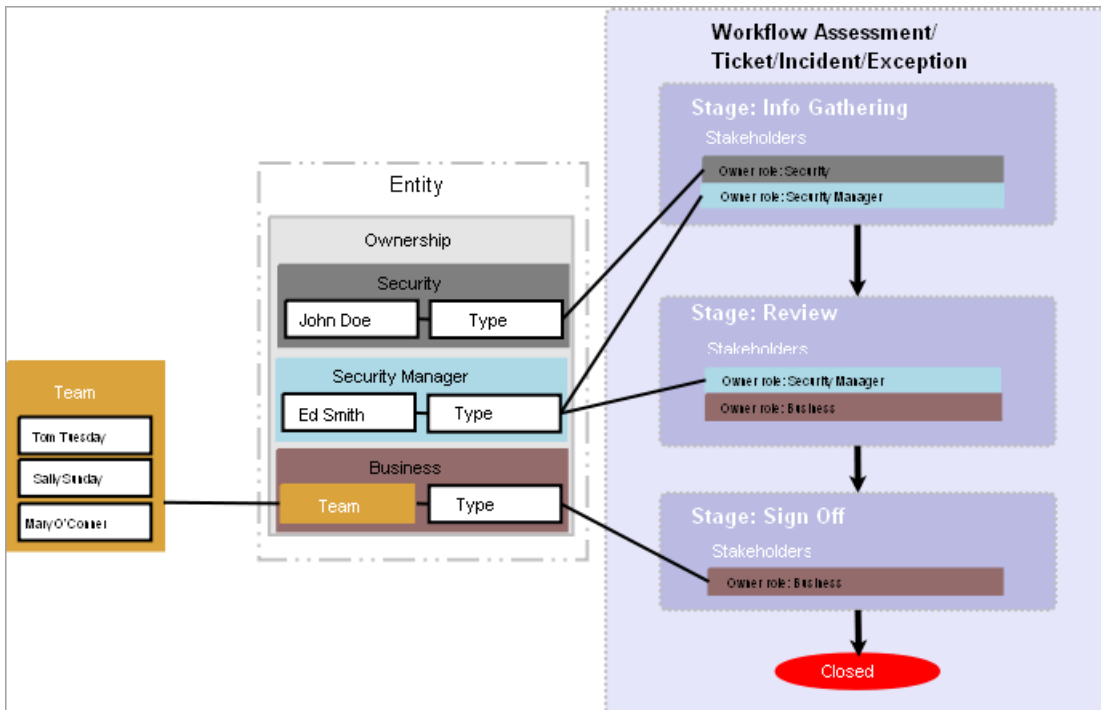 Workflow Assessment/
Ticket/Incident/Exception
Stage: Info Gathering
Stakeholders
Owner role: Security
Owner role: Security Manager
Entity
Ownership
Security
John Doe
Type
Security Manager
Ed Smith
Type
Business
Team
Type
Team
Tom Tuesday
Sally Sunday
Mary O'Conner
Stage: Review
Stakeholders
Owner role: Security Manager
Owner role: Business
Stage: Sign Off
Stakeholders
Owner role: Business
Closed